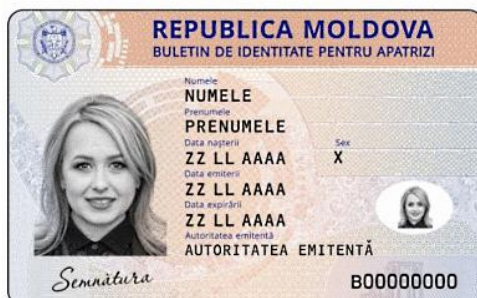 REPUBLICA MOLDOVA
BULETIN DE IDENTITATE PENTRU APATRIZI
Numele
NUMELE
Prenumele
PRENUMELE
Data nașterii Sex
ZZ LL AAAA X
Data emiterii
ZZ LL AAAA
Data expirării
ZZ LL AAAA
Autoritatea emitentă
AUTORITATEA EMITENTĂ
Semnătura
B00000000